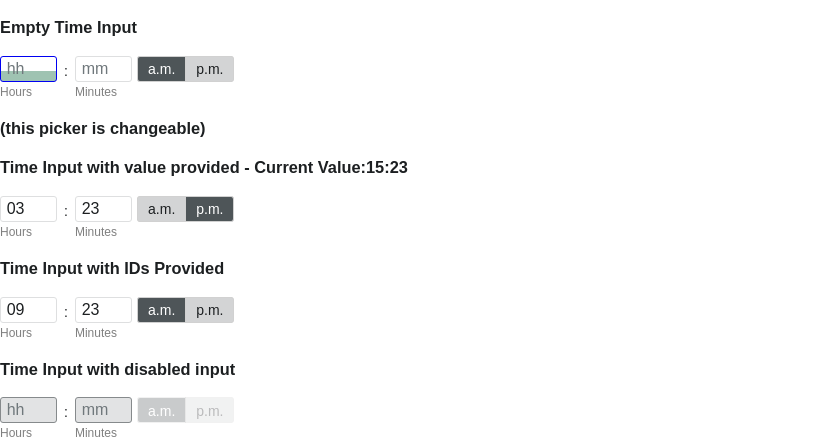 Empty Time Input
hh : mm a.m. p.m.
Hours Minutes
(this picker is changeable)
Time Input with value provided - Current Value:15:23
03 : 23 a.m. p.m.
Hours Minutes
Time Input with IDs Provided
09 : 23 a.m. p.m.
Hours Minutes
Time Input with disabled input
hh : mm a.m. p.m.
Hours Minutes